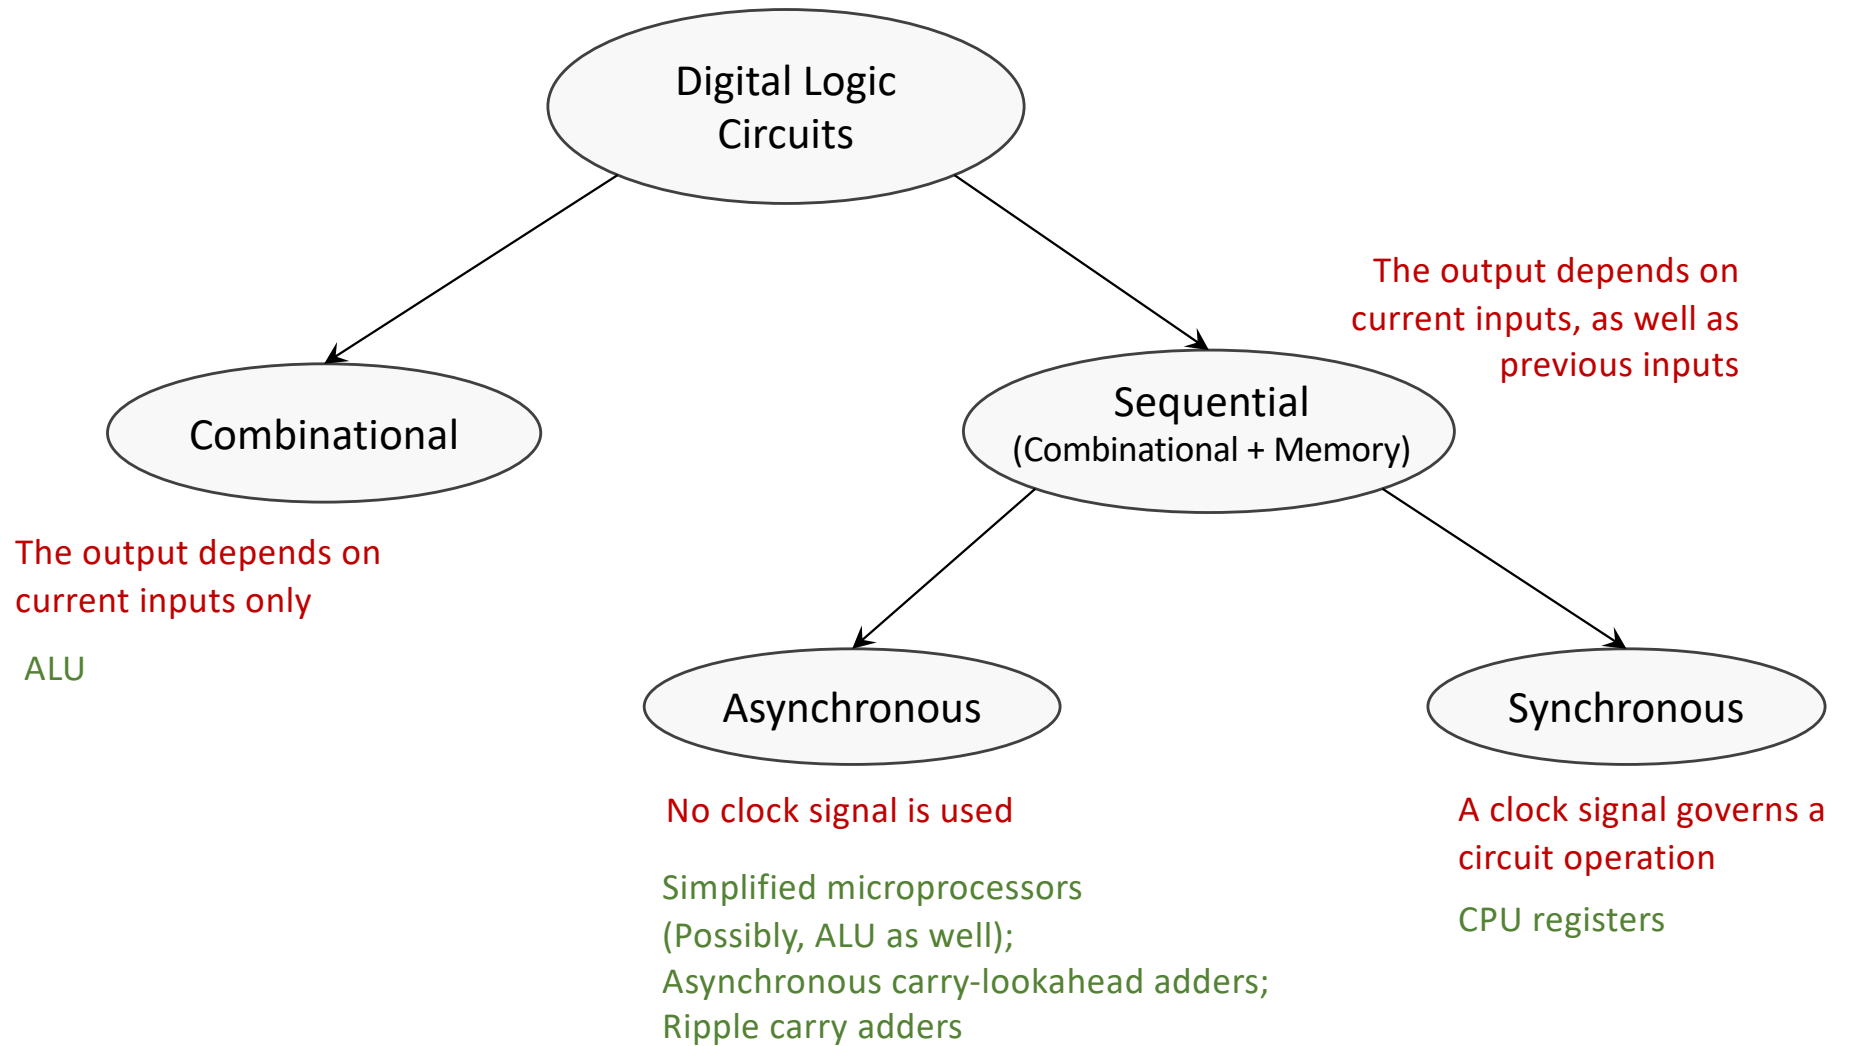 Digital Logic
Circuits
The output depends on
current inputs, as well as
previous inputs
Combinational
Sequential
(Combinational + Memory)
The output depends on
current inputs only
ALU
Asynchronous
Synchronous
No clock signal is used
A clock signal governs a
circuit operation
Simplified microprocessors
(Possibly, ALU as well);
Asynchronous carry-lookahead adders;
Ripple carry adders
CPU registers